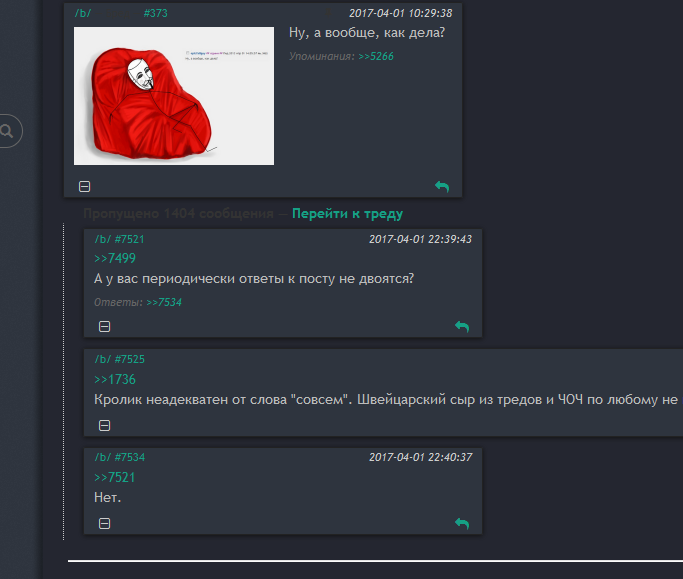 /b/ #373 2017-04-01 10:29:38
Ну, а вообще, как дела?
Упоминания: >>5266
Пропущено 1404 сообщения — Перейти к треду
/b/ #7521 2017-04-01 22:39:43
>>7499
А у вас периодически ответы к посту не двоятся?
Ответы: >>7534
/b/ #7525
>>1736
Кролик неадекватен от слова "совсем". Швейцарский сыр из тредов и ЧОЧ по любому не
/b/ #7534 2017-04-01 22:40:37
>>7521
Нет.